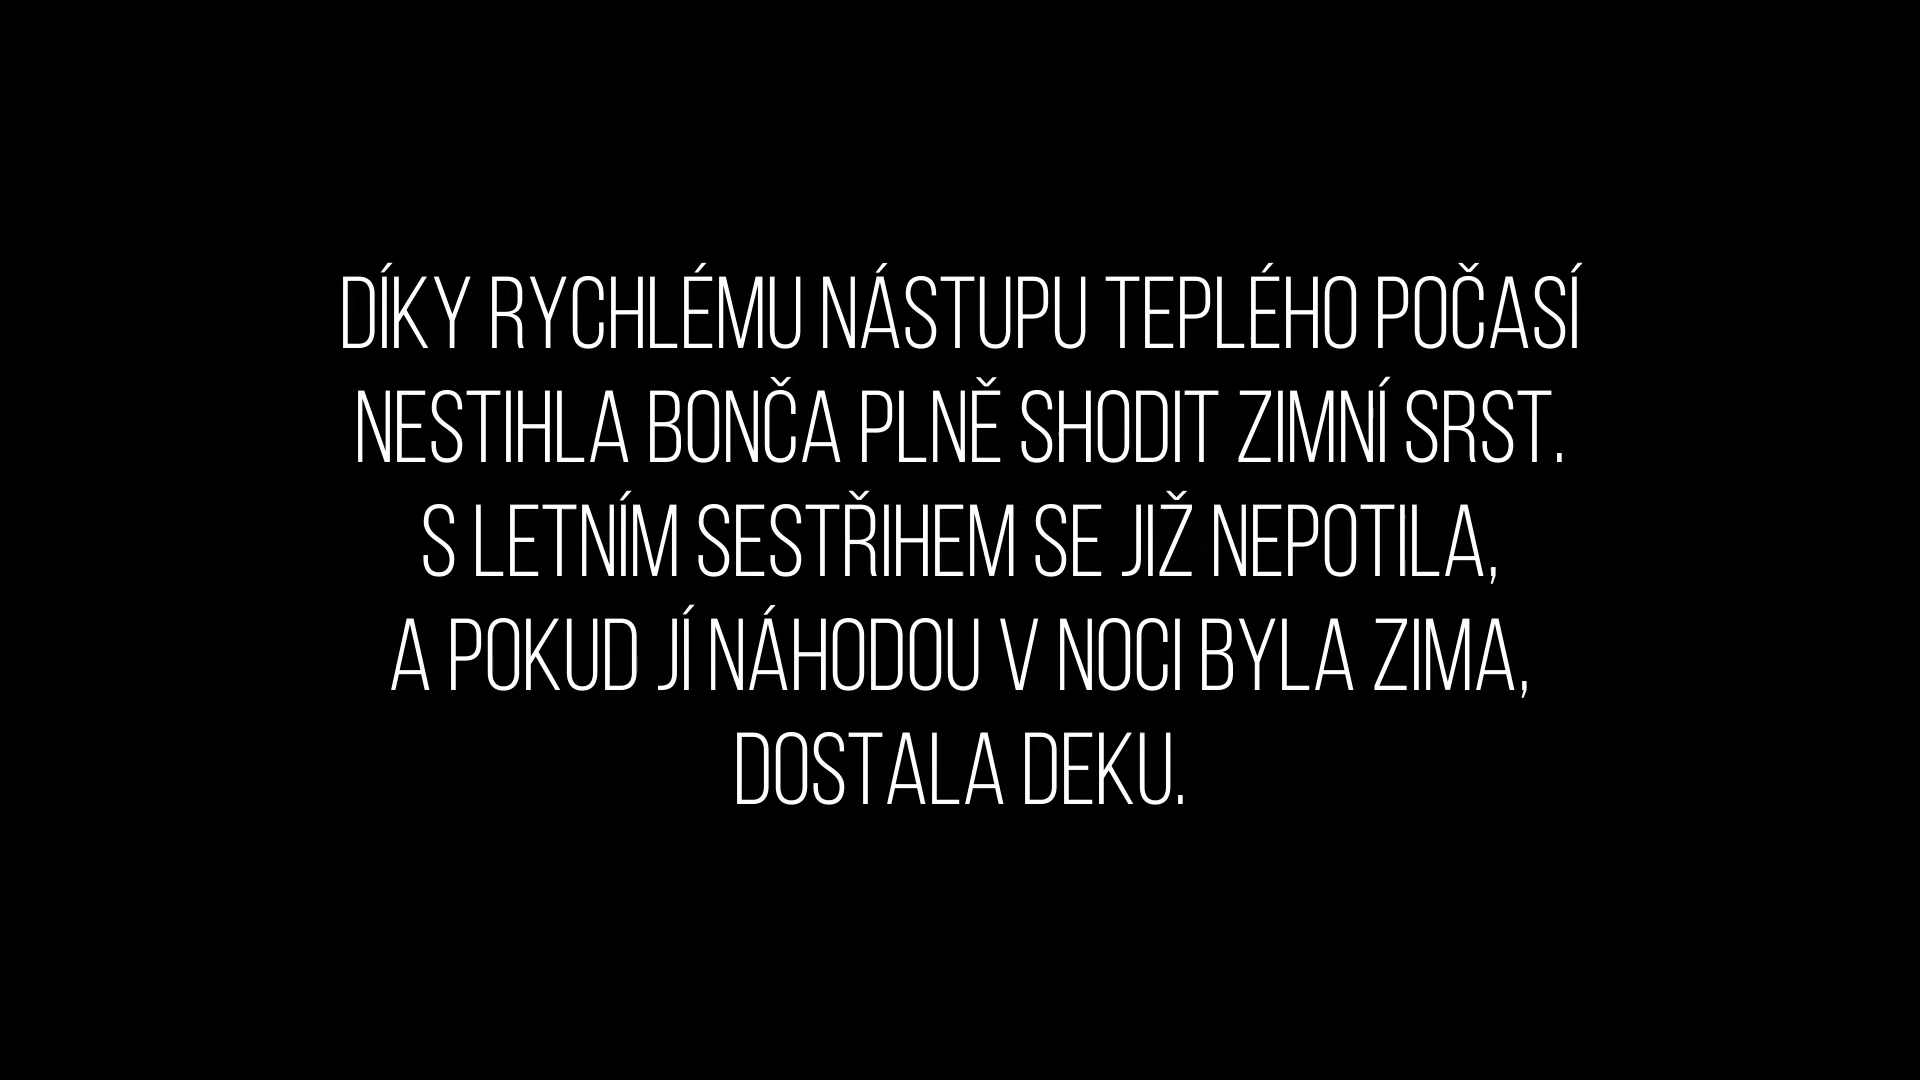 DÍKY RYCHLÉMU NÁSTUPU TEPLÉHO POČASÍ
NESTIHLA BONČA PLNĚ SHODIT ZIMNÍ SRST.
S LETNÍM SESTŘIHEM SE JIŽ NEPOTILA,
A POKUD JÍ NÁHODOU V NOCI BYLA ZIMA,
DOSTALA DEKU.